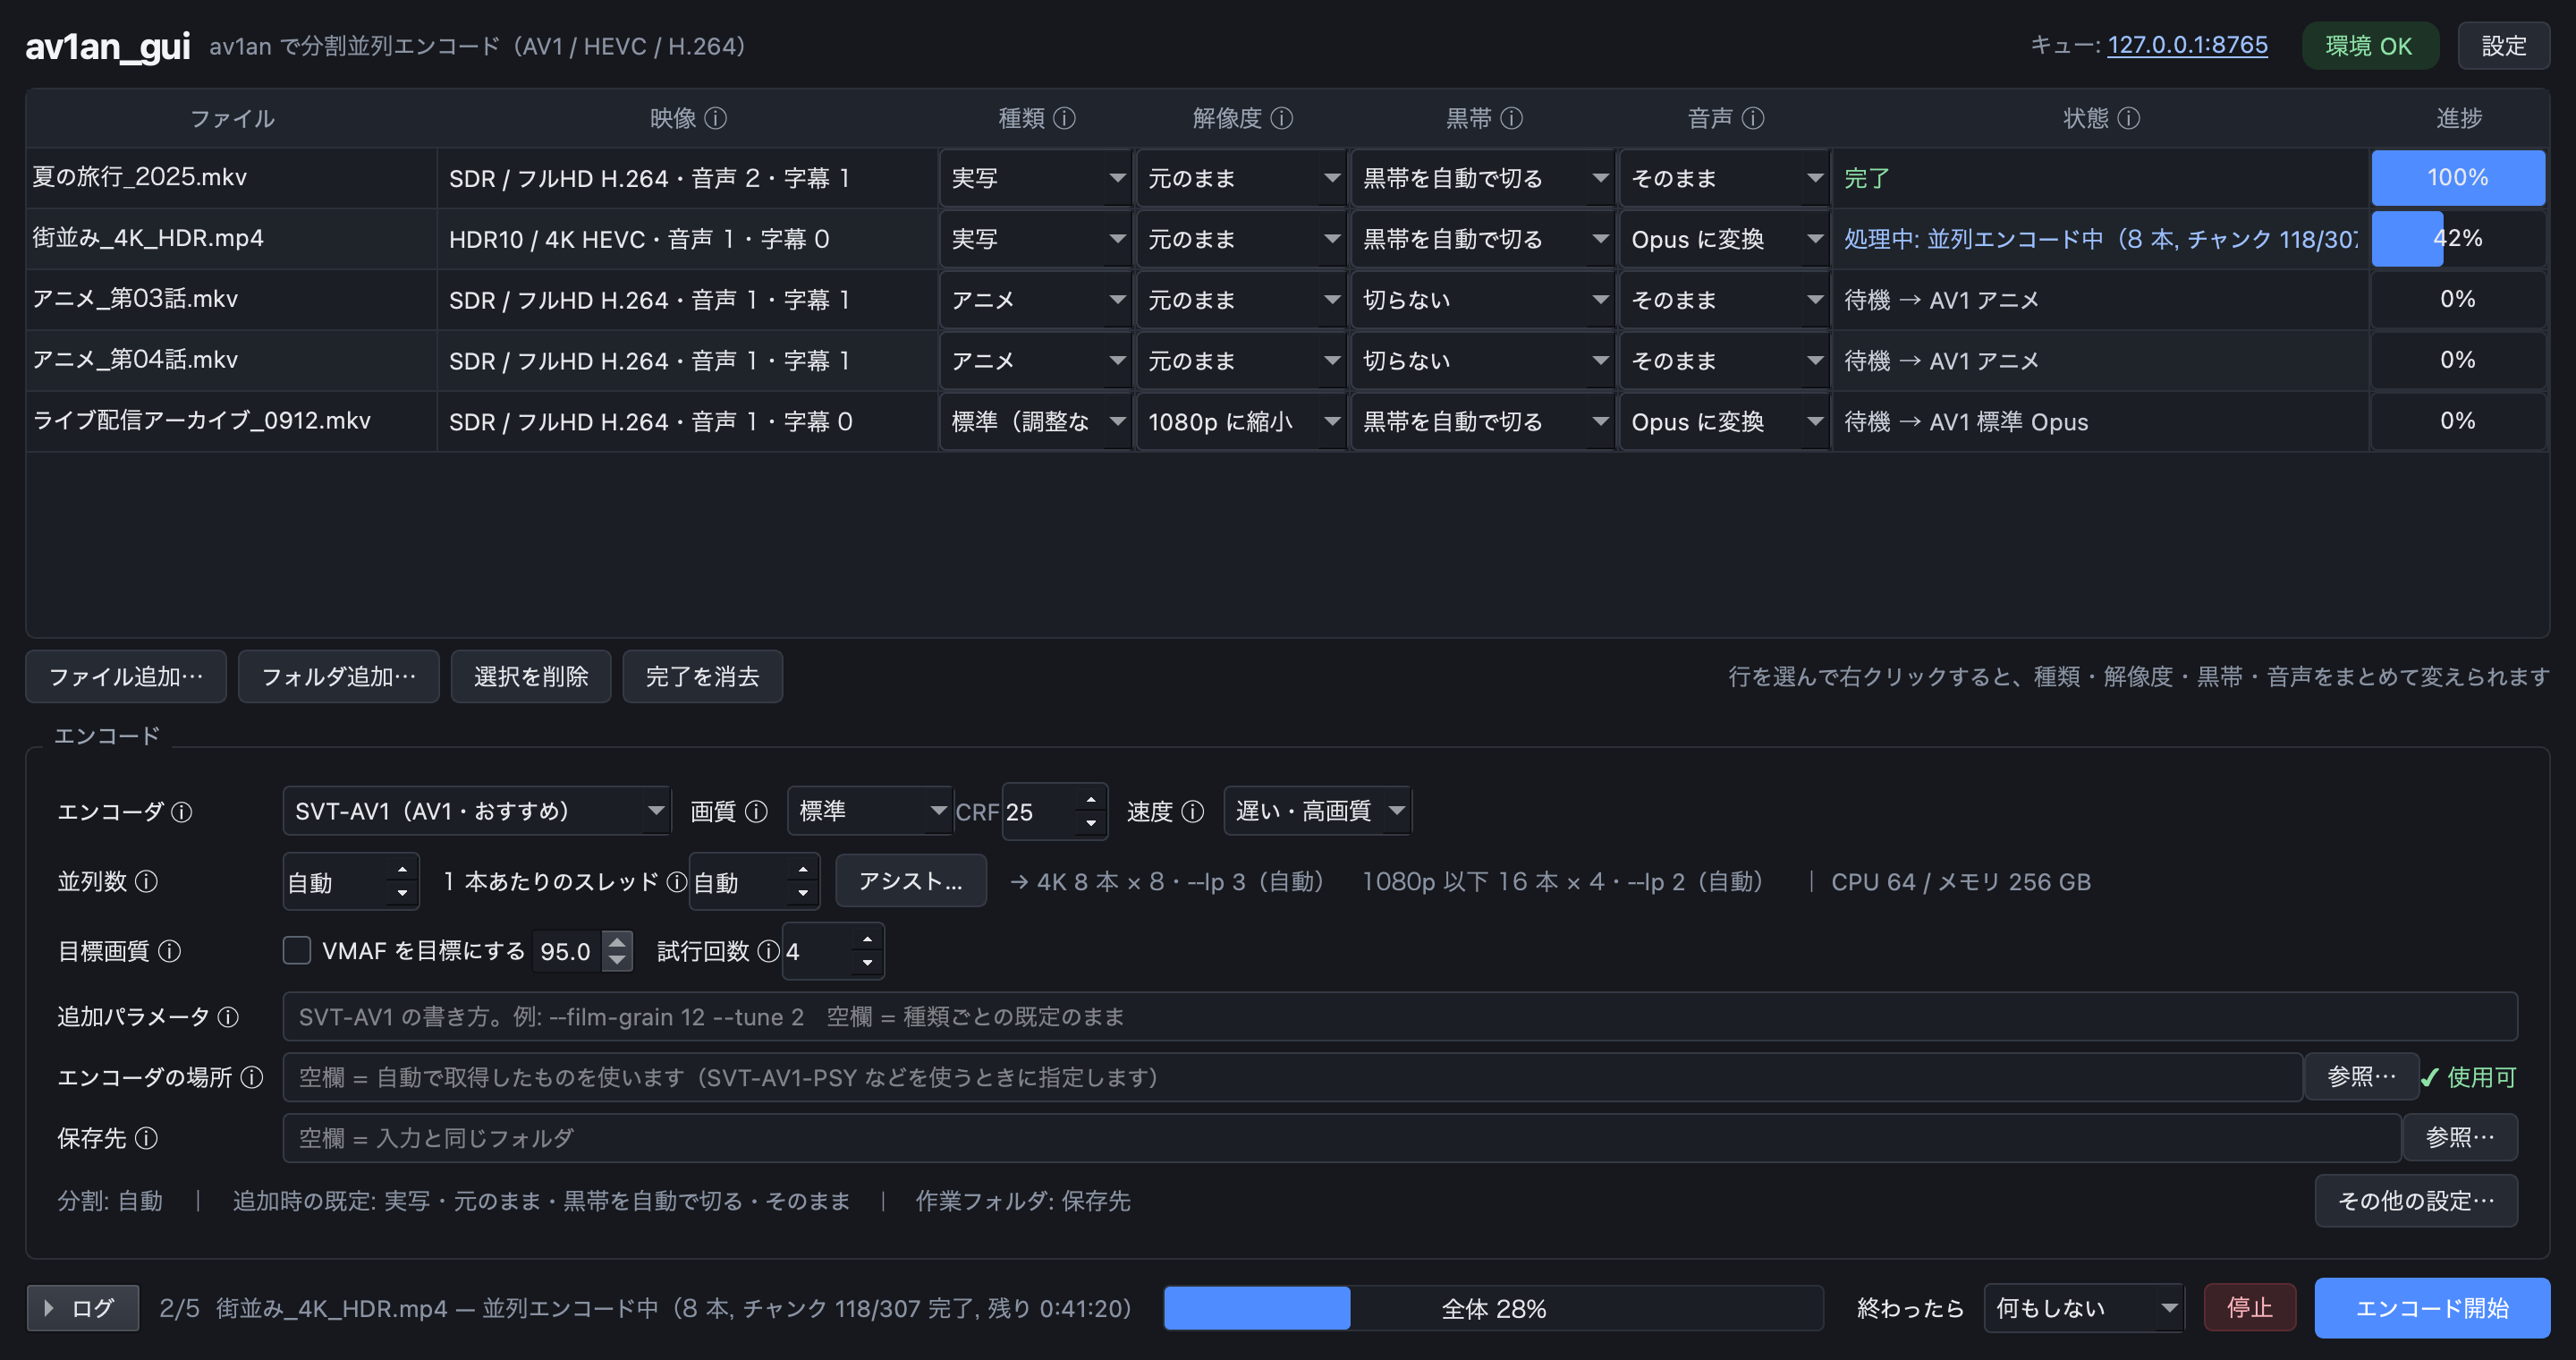 av1an_gui av1an で分割並列エンコード（AV1 / HEVC / H.264） キュー: 127.0.0.1:8765 環境 OK 設定
ファイル 映像 ⓘ 種類 ⓘ 解像度 ⓘ 黒帯 ⓘ 音声 ⓘ 状態 ⓘ 進捗
夏の旅行_2025.mkv SDR / フルHD H.264・音声 2・字幕 1 実写 元のまま 黒帯を自動で切る そのまま 完了 100%
街並み_4K_HDR.mp4 HDR10 / 4K HEVC・音声 1・字幕 0 実写 元のまま 黒帯を自動で切る Opus に変換 処理中: 並列エンコード中（8 本, チャンク 118/307 42%
アニメ_第03話.mkv SDR / フルHD H.264・音声 1・字幕 1 アニメ 元のまま 切らない そのまま 待機 → AV1 アニメ 0%
アニメ_第04話.mkv SDR / フルHD H.264・音声 1・字幕 1 アニメ 元のまま 切らない そのまま 待機 → AV1 アニメ 0%
ライブ配信アーカイブ_0912.mkv SDR / フルHD H.264・音声 1・字幕 0 標準（調整な 1080p に縮小 黒帯を自動で切る Opus に変換 待機 → AV1 標準 Opus 0%
ファイル追加… フォルダ追加… 選択を削除 完了を消去 行を選んで右クリックすると、種類・解像度・黒帯・音声をまとめて変えられます
エンコード
エンコーダ ⓘ SVT-AV1（AV1・おすすめ） 画質 ⓘ 標準 CRF 25 速度 ⓘ 遅い・高画質
並列数 ⓘ 自動 1 本あたりのスレッド ⓘ 自動 アシスト... → 4K 8 本 × 8・--lp 3（自動） 1080p 以下 16 本 × 4・--lp 2（自動） | CPU 64 / メモリ 256 GB
目標画質 ⓘ VMAF を目標にする 95.0 試行回数 ⓘ 4
追加パラメータ ⓘ SVT-AV1 の書き方。例: --film-grain 12 --tune 2 空欄 = 種類ごとの既定のまま
エンコーダの場所 ⓘ 空欄 = 自動で取得したものを使います（SVT-AV1-PSY などを使うときに指定します） 参照… ✓ 使用可
保存先 ⓘ 空欄 = 入力と同じフォルダ 参照…
分割: 自動 | 追加時の既定: 実写・元のまま・黒帯を自動で切る・そのまま | 作業フォルダ: 保存先 その他の設定…
ログ 2/5 街並み_4K_HDR.mp4 — 並列エンコード中（8 本, チャンク 118/307 完了, 残り 0:41:20） 全体 28% 終わったら 何もしない 停止 エンコード開始